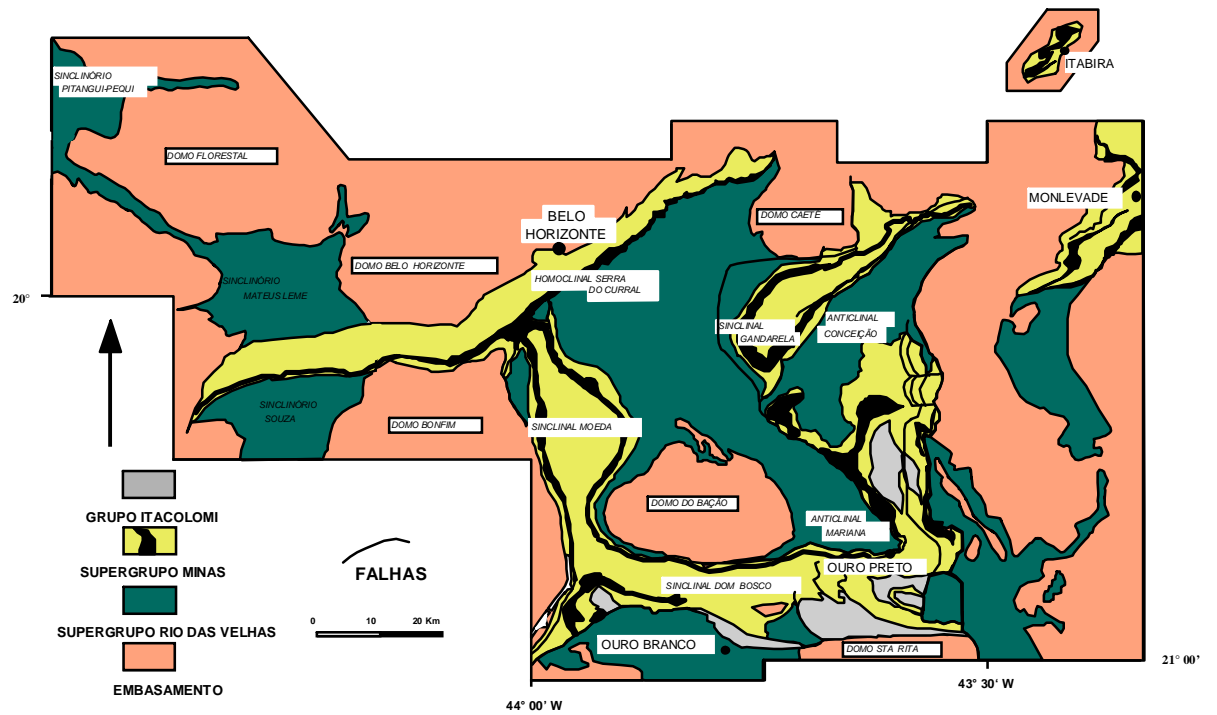 ITABIRA
SINCLINÓRIO
PITANGUI-PEQUI
DOMO FLORESTAL
MONLEVADE
BELO
HORIZONTE
DOMO CAETÉ
DOMO BELO HORIZONTE
HOMOCLINAL SERRA
DO CURRAL
SINCLINÓRIO
MATEUS LEME
20°
SINCLINAL
GANDARELA
ANTICLINAL
CONCEIÇÃO
SINCLINÓRIO
SOUZA
DOMO BONFIM
SINCLINAL MOEDA
DOMO DO BAÇÃO
ANTICLINAL
MARIANA
GRUPO ITACOLOMI
SUPERGRUPO MINAS
SUPERGRUPO RIO DAS VELHAS
EMBASAMENTO
FALHAS
0 10 20 Km
OURO PRETO
SINCLINAL DOM BOSCO
OURO BRANCO
DOMO STA RITA
21° 00'
43° 30' W
44° 00' W